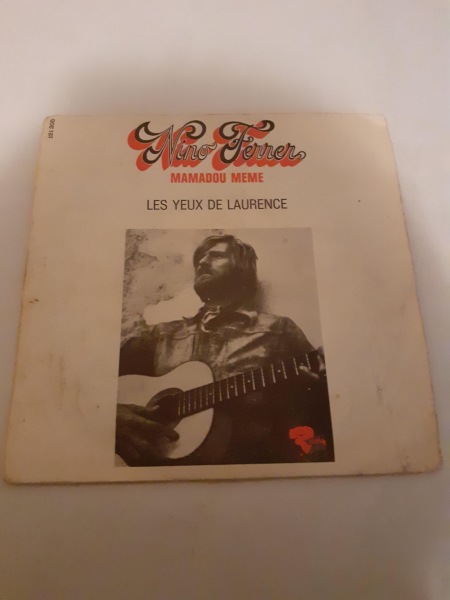 Nino Ferrer
MAMADOU MEME
LES YEUX DE LAURENCE